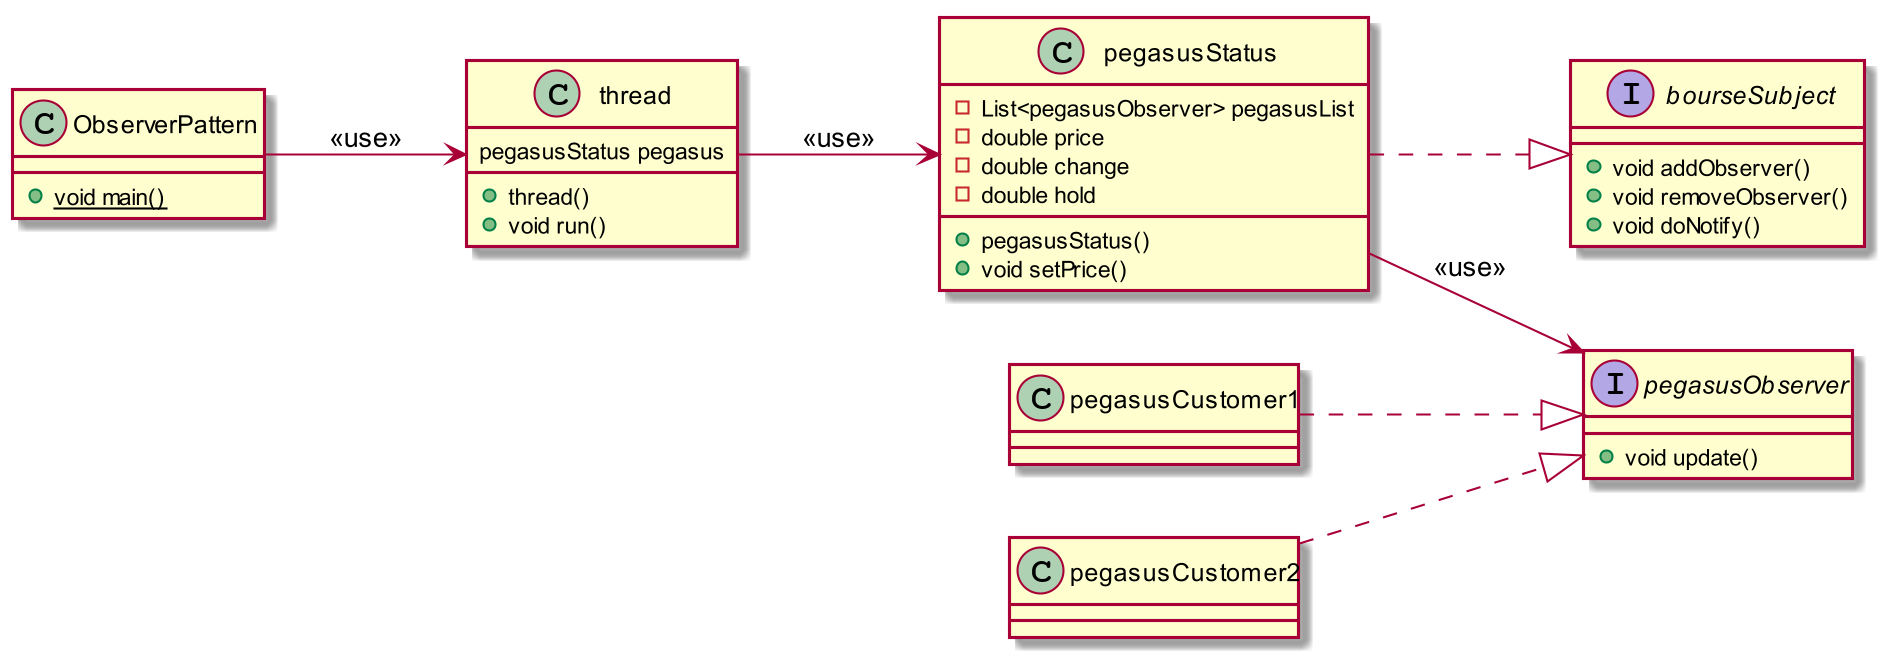 C ObserverPattern
void main()
«use»
C thread
pegasusStatus pegasus
thread()
void run()
«use»
C pegasusStatus
List<pegasusObserver> pegasusList
double price
double change
double hold
pegasusStatus()
void setPrice()
I bourseSubject
void addObserver()
void removeObserver()
void doNotify()
«use»
C pegasusCustomer1
I pegasusObserver
void update()
C pegasusCustomer2